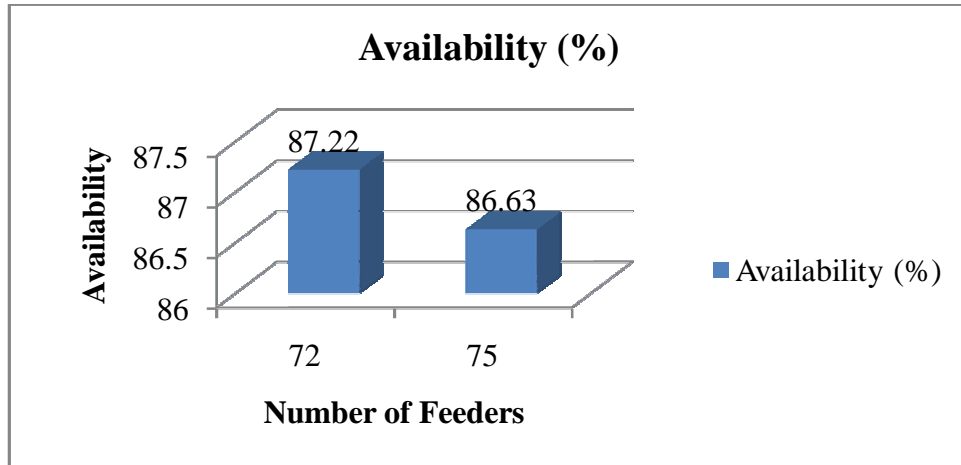 Availability (%)
87.5
87
86.5
86
Availability
87.22
86.63
72
75
Number of Feeders
Availability (%)